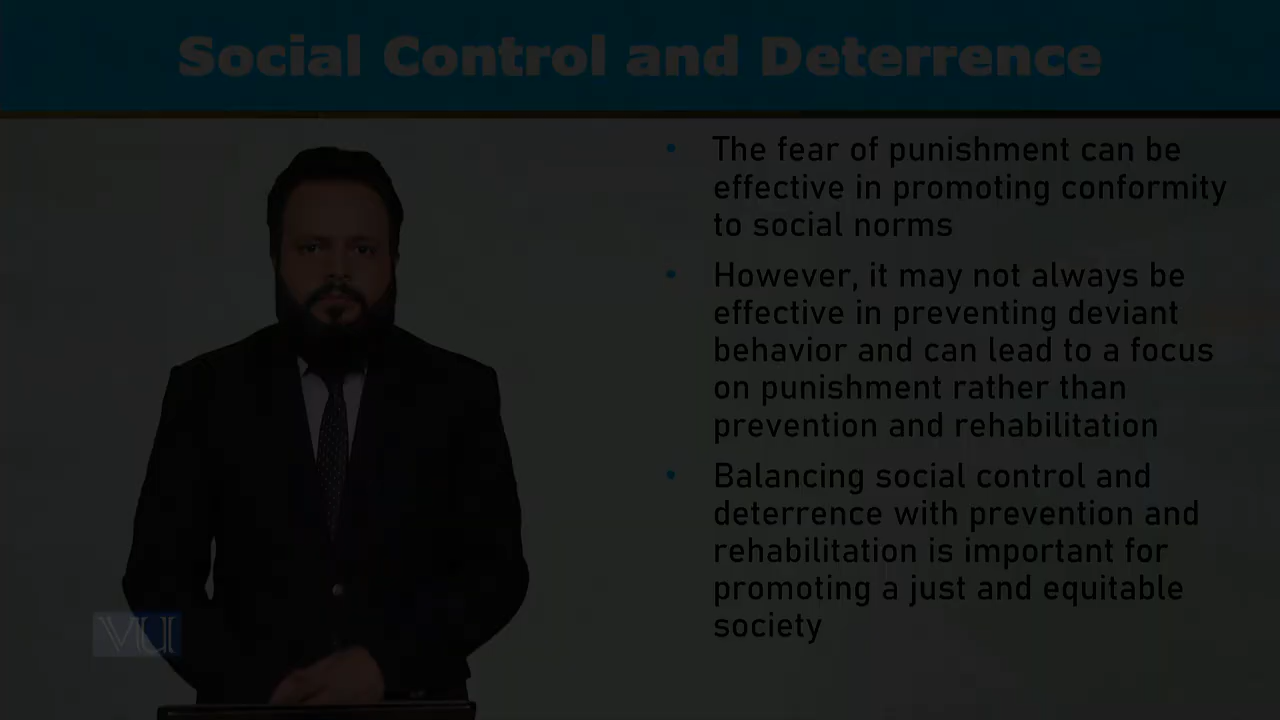 Social Control and Deterrence
• The fear of punishment can be
effective in promoting conformity
to social norms
• However, it may not always be
effective in preventing deviant
behavior and can lead to a focus
on punishment rather than
prevention and rehabilitation
• Balancing social control and
deterrence with prevention and
rehabilitation is important for
promoting a just and equitable
society
VU